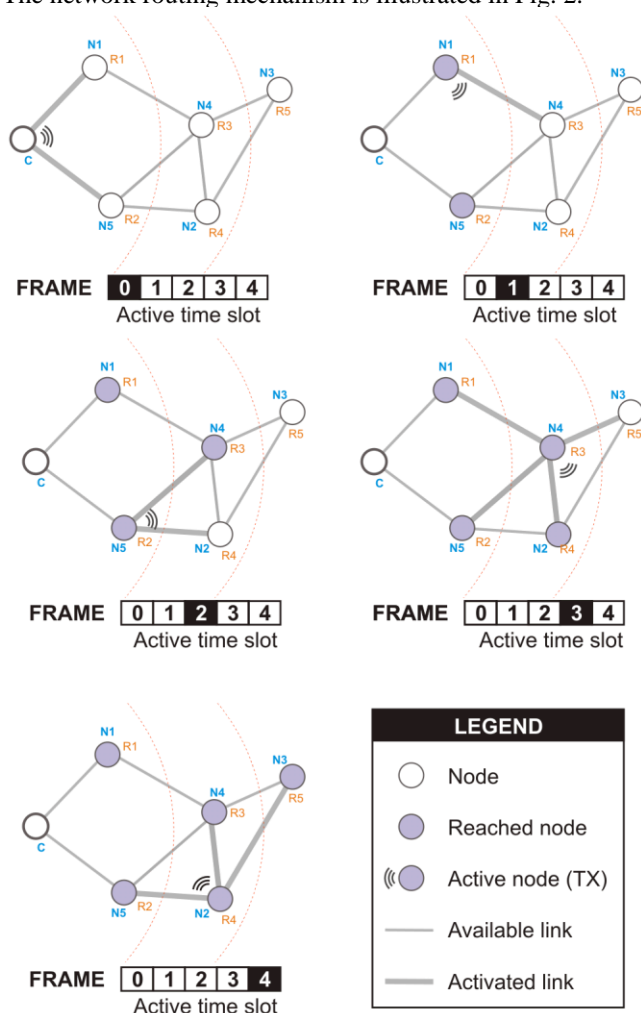 The network routing mechanism is illustrated in Fig. 2.
N1
R1
N3
N4
R5
R3
C
N5
R2
N2
R4
FRAME 0 1 2 3 4
Active time slot
N1
R1
N3
N4
R5
R3
C
N5
R2
N2
R4
FRAME 0 1 2 3 4
Active time slot
N1
R1
N3
N4
R5
R3
C
N5
R2
N2
R4
FRAME 0 1 2 3 4
Active time slot
N1
R1
N3
N4
R5
R3
C
N5
R2
N2
R4
FRAME 0 1 2 3 4
Active time slot
N1
R1
N3
N4
R5
R3
C
N5
R2
N2
R4
FRAME 0 1 2 3 4
Active time slot
LEGEND
Node
Reached node
Active node (TX)
Available link
Activated link